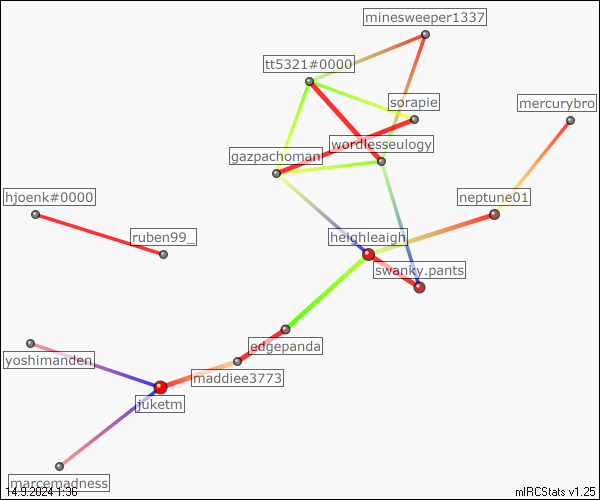 minesweeper1337
tt5321#0000
sorapie
mercurybro
wordlesseulogy
gazpachoman
hjoenk#0000
neptune01
ruben99_
heighleaigh
swanky.pants
edgepanda
yoshimanden
maddiee3773
juketm
marcemadness
14.9.2024 1:36
mIRCStats v1.25